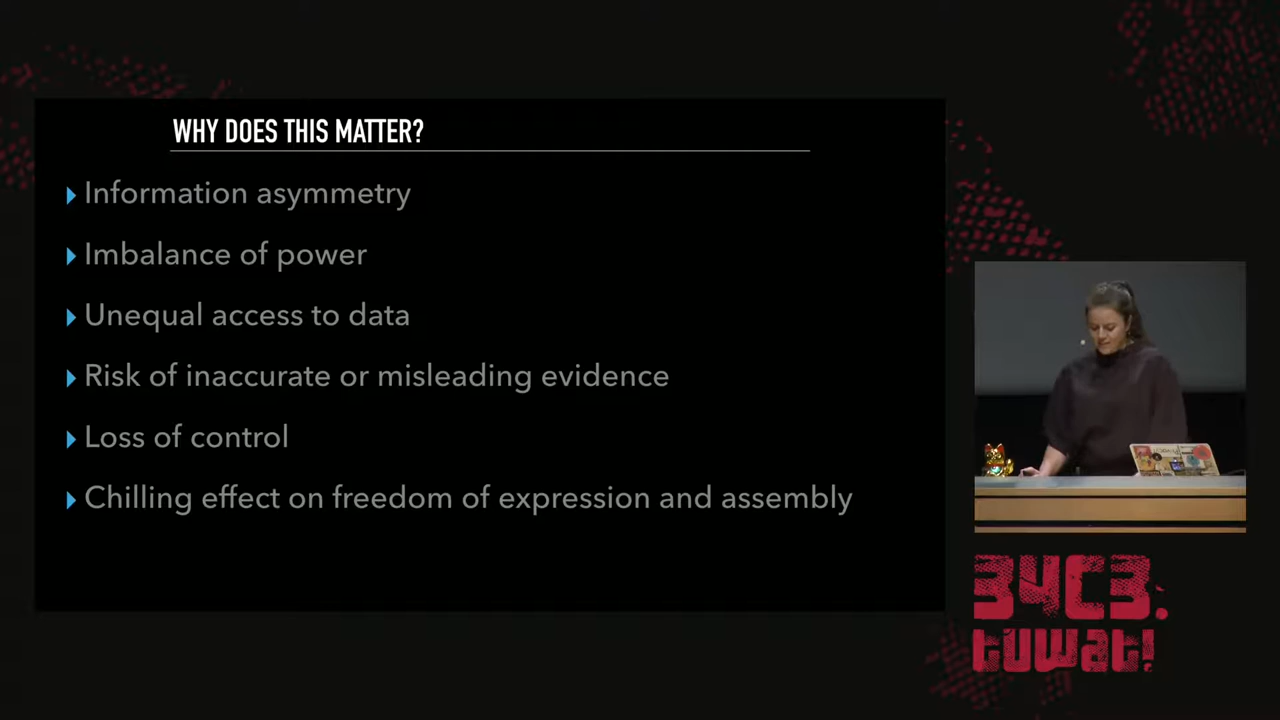 WHY DOES THIS MATTER?
Information asymmetry
Imbalance of power
Unequal access to data
Risk of inaccurate or misleading evidence
Loss of control
Chilling effect on freedom of expression and assembly
34C3.
tuwat!